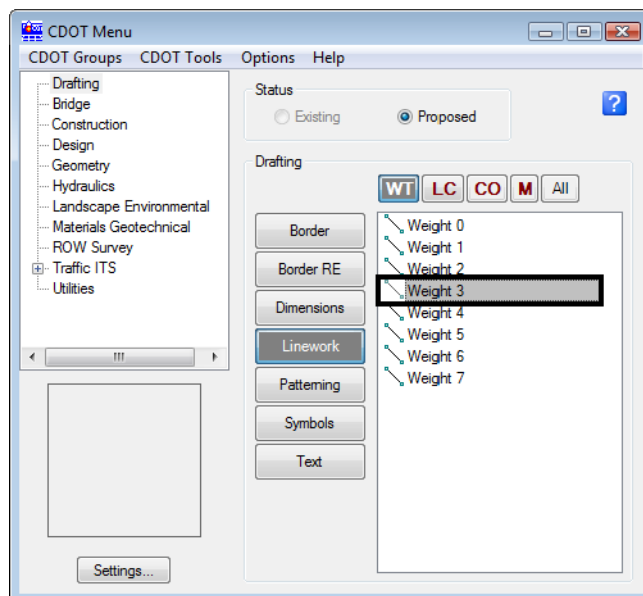 CDOT Menu
CDOT Groups CDOT Tools Options Help
Drafting
Bridge
Construction
Design
Geometry
Hydraulics
Landscape Environmental
Materials Geotechnical
ROW Survey
Traffic ITS
Utilities
Settings...
Status
Existing
Proposed
?
Drafting
WT LC CO M All
Border
Border RE
Dimensions
Linework
Patterning
Symbols
Text
Weight 0
Weight 1
Weight 2
Weight 3
Weight 4
Weight 5
Weight 6
Weight 7